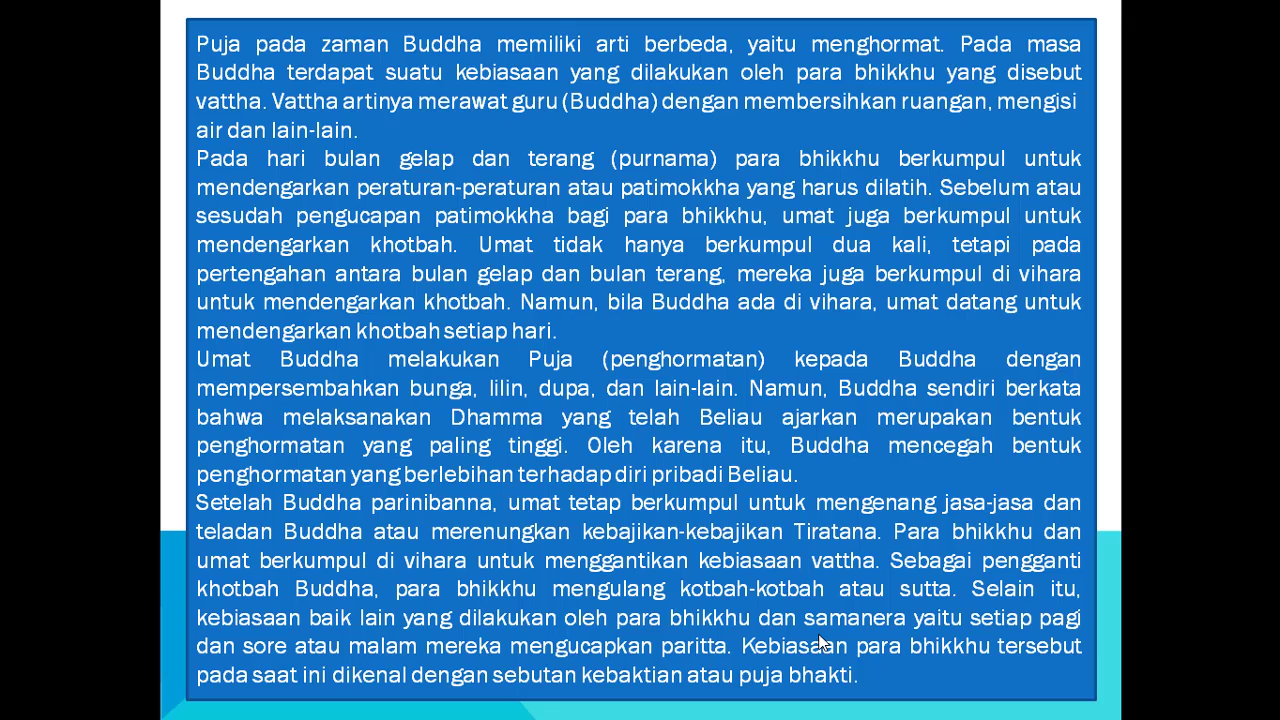 Puja pada zaman Buddha memiliki arti berbeda, yaitu menghormat. Pada masa
Buddha terdapat suatu kebiasaan yang dilakukan oleh para bhikkhu yang disebut
vattha. Vattha artinya merawat guru (Buddha) dengan membersihkan ruangan, mengisi
air dan lain-lain.
Pada hari bulan gelap dan terang (purnama) para bhikkhu berkumpul untuk
mendengarkan peraturan-peraturan atau patimokkha yang harus dilatih. Sebelum atau
sesudah pengucapan patimokkha bagi para bhikkhu, umat juga berkumpul untuk
mendengarkan khotbah. Umat tidak hanya berkumpul dua kali, tetapi pada
pertengahan antara bulan gelap dan bulan terang, mereka juga berkumpul di vihara
untuk mendengarkan khotbah. Namun, bila Buddha ada di vihara, umat datang untuk
mendengarkan khotbah setiap hari.
Umat Buddha melakukan Puja (penghormatan) kepada Buddha dengan
mempersembahkan bunga, lilin, dupa, dan lain-lain. Namun, Buddha sendiri berkata
bahwa melaksanakan Dhamma yang telah Beliau ajarkan merupakan bentuk
penghormatan yang paling tinggi. Oleh karena itu, Buddha mencegah bentuk
penghormatan yang berlebihan terhadap diri pribadi Beliau.
Setelah Buddha parinibanna, umat tetap berkumpul untuk mengenang jasa-jasa dan
teladan Buddha atau merenungkan kebajikan-kebajikan Tiratana. Para bhikkhu dan
umat berkumpul di vihara untuk menggantikan kebiasaan vattha. Sebagai pengganti
khotbah Buddha, para bhikkhu mengulang kotbah-kotbah atau sutta. Selain itu,
kebiasaan baik lain yang dilakukan oleh para bhikkhu dan samanera yaitu setiap pagi
dan sore atau malam mereka mengucapkan paritta. Kebiasaan para bhikkhu tersebut
pada saat ini dikenal dengan sebutan kebaktian atau puja bhakti.